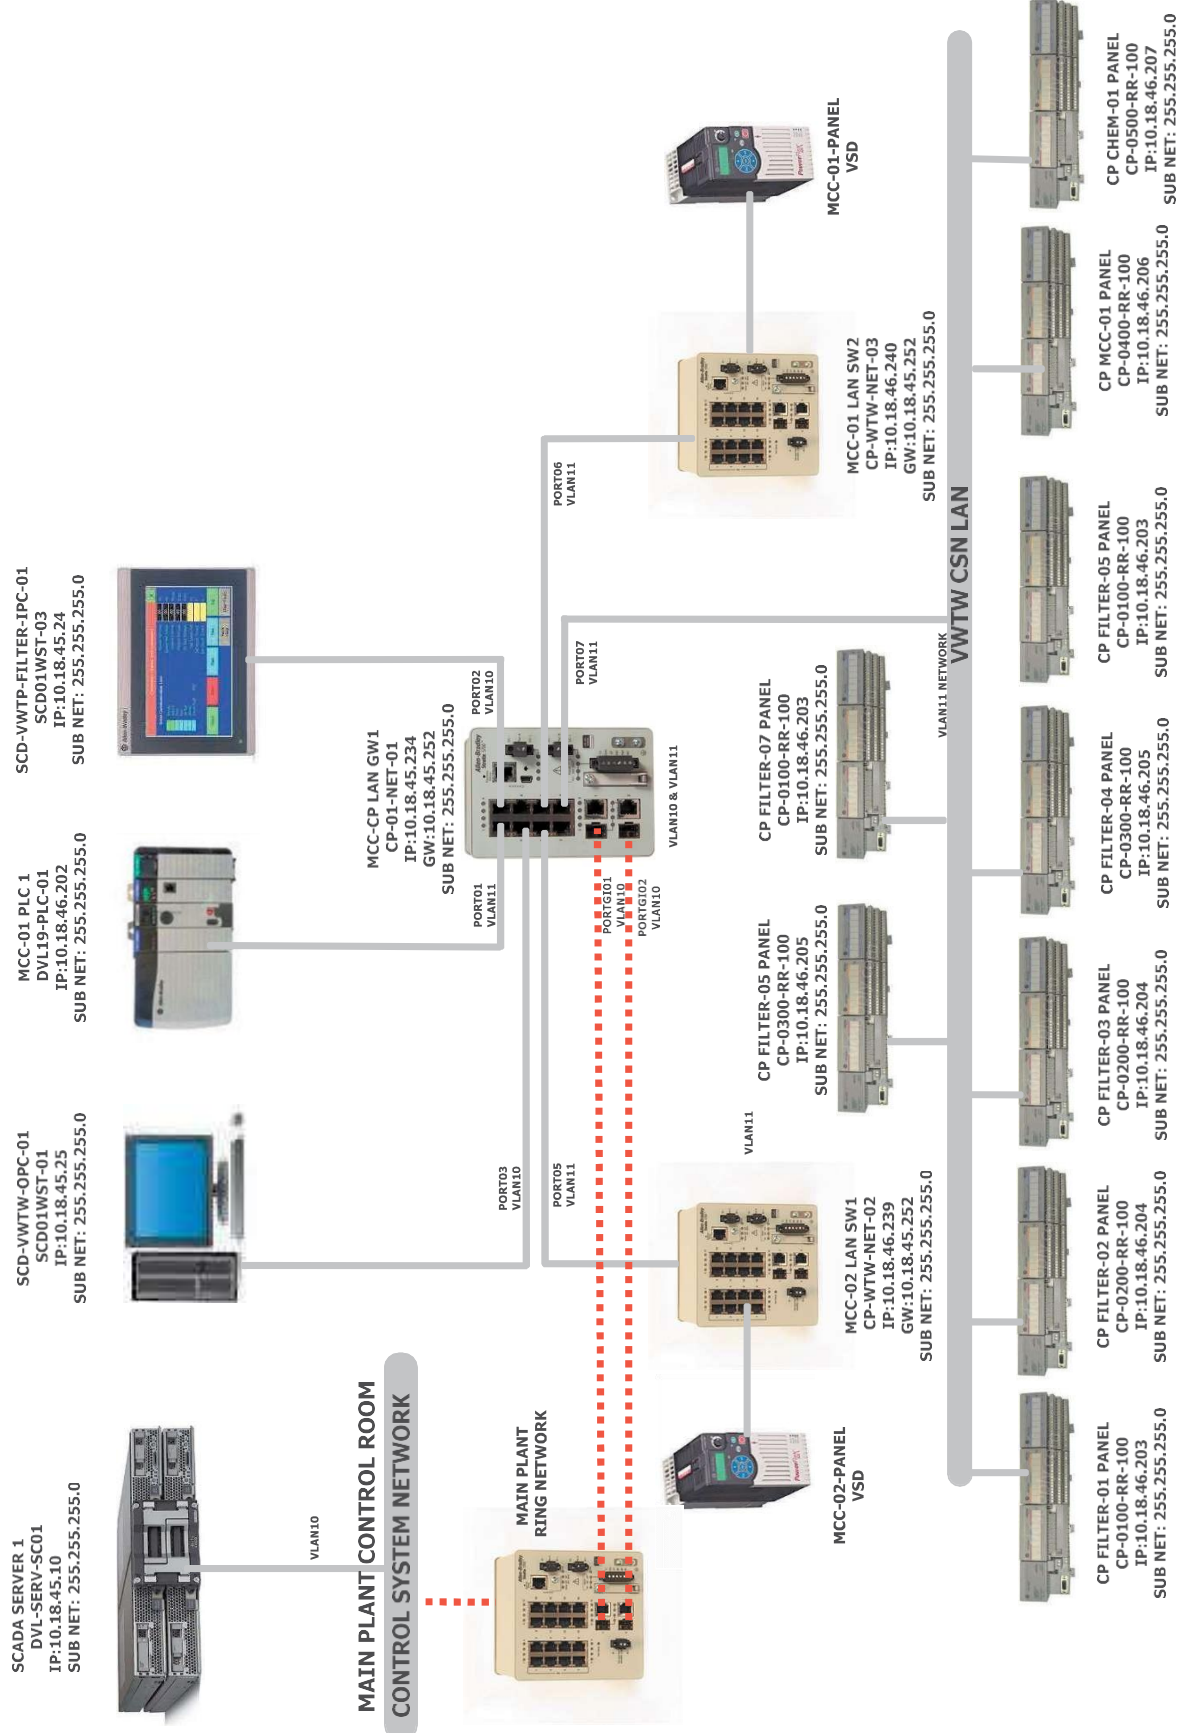 SCADA SERVER 1
DVL-SERV-SC01
IP:10.18.45.10
SUB NET: 255.255.255.0
SCD-VWTW-OPC-01
SCD01WST-01
IP:10.18.45.25
SUB NET: 255.255.255.0
MCC-01 PLC 1
DVL19-PLC-01
IP:10.18.46.202
SUB NET: 255.255.255.0
SCD-VWTP-FILTER-IPC-01
SCD01WST-03
IP:10.18.45.24
SUB NET: 255.255.255.0
VLAN10
MAIN PLANT CONTROL ROOM
CONTROL SYSTEM NETWORK
MCC-CP LAN GW1
CP-01-NET-01
IP:10.18.45.234
GW:10.18.45.252
SUB NET: 255.255.255.0
PORT01
VLAN11
PORT02
VLAN10
PORT03
VLAN10
PORT05
VLAN11
PORT06
VLAN11
PORT07
VLAN11
PORTGI01
VLAN10
PORTGI02
VLAN10
VLAN10 & VLAN11
MAIN PLANT
RING NETWORK
MCC-02-PANEL
VSD
MCC-02 LAN SW1
CP-WTW-NET-02
IP:10.18.46.239
GW:10.18.45.252
SUB NET: 255.255.255.0
VLAN11
CP FILTER-05 PANEL
CP-0300-RR-100
IP:10.18.46.205
SUB NET: 255.255.255.0
CP FILTER-07 PANEL
CP-0100-RR-100
IP:10.18.46.203
SUB NET: 255.255.255.0
MCC-01 LAN SW2
CP-WTW-NET-03
IP:10.18.46.240
GW:10.18.45.252
SUB NET: 255.255.255.0
MCC-01-PANEL
VSD
VLAN11 NETWORK
VWTW CSN LAN
CP FILTER-01 PANEL
CP-0100-RR-100
IP:10.18.46.203
SUB NET: 255.255.255.0
CP FILTER-02 PANEL
CP-0200-RR-100
IP:10.18.46.204
SUB NET: 255.255.255.0
CP FILTER-03 PANEL
CP-0200-RR-100
IP:10.18.46.204
SUB NET: 255.255.255.0
CP FILTER-04 PANEL
CP-0300-RR-100
IP:10.18.46.205
SUB NET: 255.255.255.0
CP FILTER-05 PANEL
CP-0100-RR-100
IP:10.18.46.203
SUB NET: 255.255.255.0
CP MCC-01 PANEL
CP-0400-RR-100
IP:10.18.46.206
SUB NET: 255.255.255.0
CP CHEM-01 PANEL
CP-0500-RR-100
IP:10.18.46.207
SUB NET: 255.255.255.0
Allen-Bradley